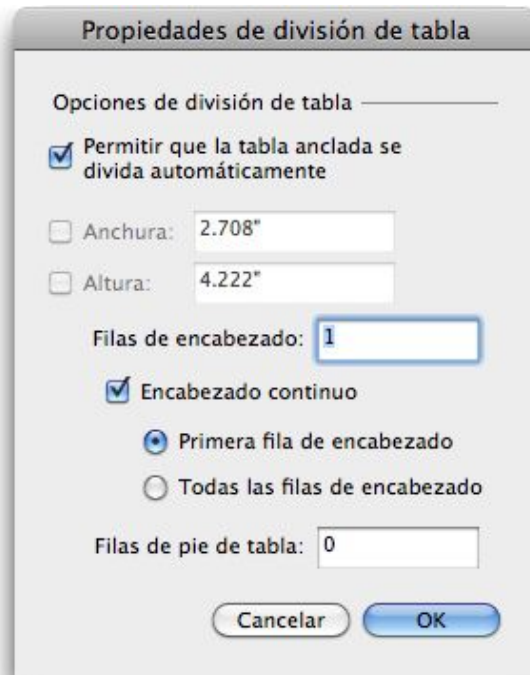 Propiedades de división de tabla
Opciones de división de tabla
Permitir que la tabla anclada se
divida automáticamente
Anchura: 2.708"
Altura: 4.222"
Filas de encabezado: 1
Encabezado continuo
Primera fila de encabezado
Todas las filas de encabezado
Filas de pie de tabla: 0
Cancelar OK